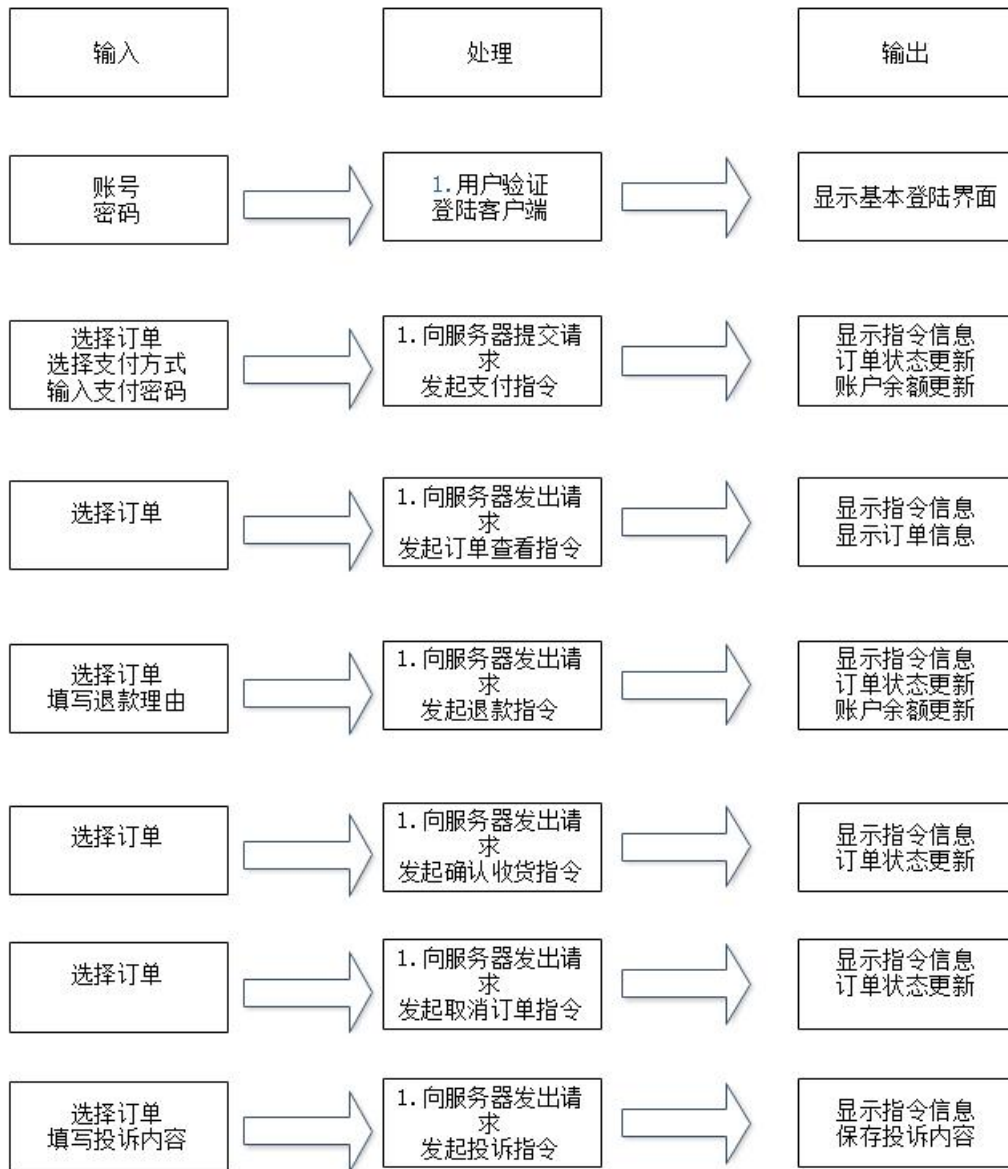 输入
处理
输出
账号
密码
1.用户验证
登陆客户端
显示基本登陆界面
选择订单
选择支付方式
输入支付密码
1.向服务器提交请
求
发起支付指令
显示指令信息
订单状态更新
账户余额更新
选择订单
1.向服务器发出请
求
发起订单查看指令
显示指令信息
显示订单信息
选择订单
填写退款理由
1.向服务器发出请
求
发起退款指令
显示指令信息
订单状态更新
账户余额更新
选择订单
1.向服务器发出请
求
发起确认收货指令
显示指令信息
订单状态更新
选择订单
1.向服务器发出请
求
发起取消订单指令
显示指令信息
订单状态更新
选择订单
填写投诉内容
1.向服务器发出请
求
发起投诉指令
显示指令信息
保存投诉内容